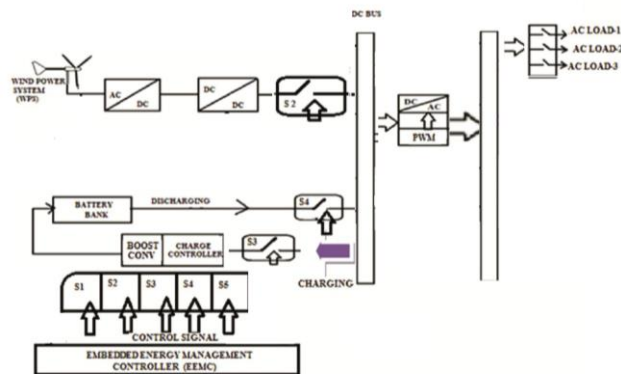 DC BUS
AC LOAD-1
AC LOAD-2
AC LOAD-3
WIND POWER
SYSTEM
(WPS)
AC
DC
DC
DC
S2
DC
AC
PWM
BATTERY
BANK
DISCHARGING
S4
BOOST
CONV
CHARGE
CONTROLLER
S3
CHARGING
S1
S2
S3
S4
S5
CONTROL SIGNAL
EMBEDDED ENERGY MANAGEMENT
CONTROLLER (EEMC)